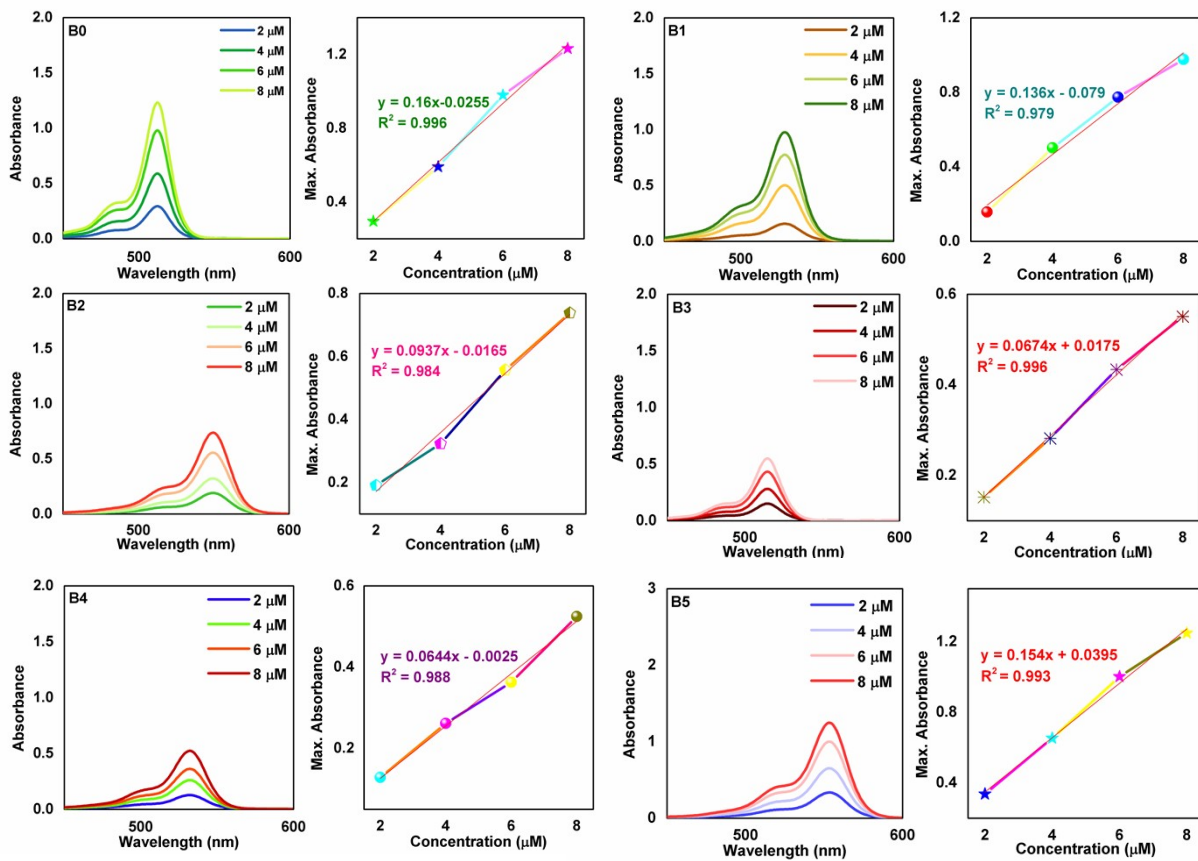 B0
2 μM
4 μM
6 μM
8 μM
Absorbance
2.0
1.5
1.0
0.5
0.0
500
600
Wavelength (nm)
Max. Absorbance
1.2
0.8
0.4
y = 0.16x-0.0255
R² = 0.996
2
4
6
8
Concentration (μM)
B1
2 μM
4 μM
6 μM
8 μM
Absorbance
2.0
1.5
1.0
0.5
0.0
500
600
Wavelength (nm)
Max. Absorbance
1.2
0.8
0.4
0.0
y = 0.136x - 0.079
R² = 0.979
2
4
6
8
Concentration (μM)
B2
2 μM
4 μM
6 μM
8 μM
Absorbance
2.0
1.5
1.0
0.5
0.0
500
600
Wavelength (nm)
Max. Absorbance
0.8
0.6
0.4
0.2
y = 0.0937x - 0.0165
R² = 0.984
2
4
6
8
Concentration (μM)
B3
2 μM
4 μM
6 μM
8 μM
Absorbance
2.0
1.5
1.0
0.5
0.0
500
600
Wavelength (nm)
Max. Absorbance
0.6
0.4
0.2
y = 0.0674x + 0.0175
R² = 0.996
2
4
6
8
Concentration (μM)
B4
2 μM
4 μM
6 μM
8 μM
Absorbance
2.0
1.5
1.0
0.5
0.0
500
600
Wavelength (nm)
Max. Absorbance
0.6
0.4
0.2
y = 0.0644x - 0.0025
R² = 0.988
2
4
6
8
Concentration (μM)
B5
2 μM
4 μM
6 μM
8 μM
Absorbance
3
2
1
0
500
600
Wavelength (nm)
Max. Absorbance
1.2
1.0
0.8
0.6
0.4
y = 0.154x + 0.0395
R² = 0.993
2
4
6
8
Concentration (μM)